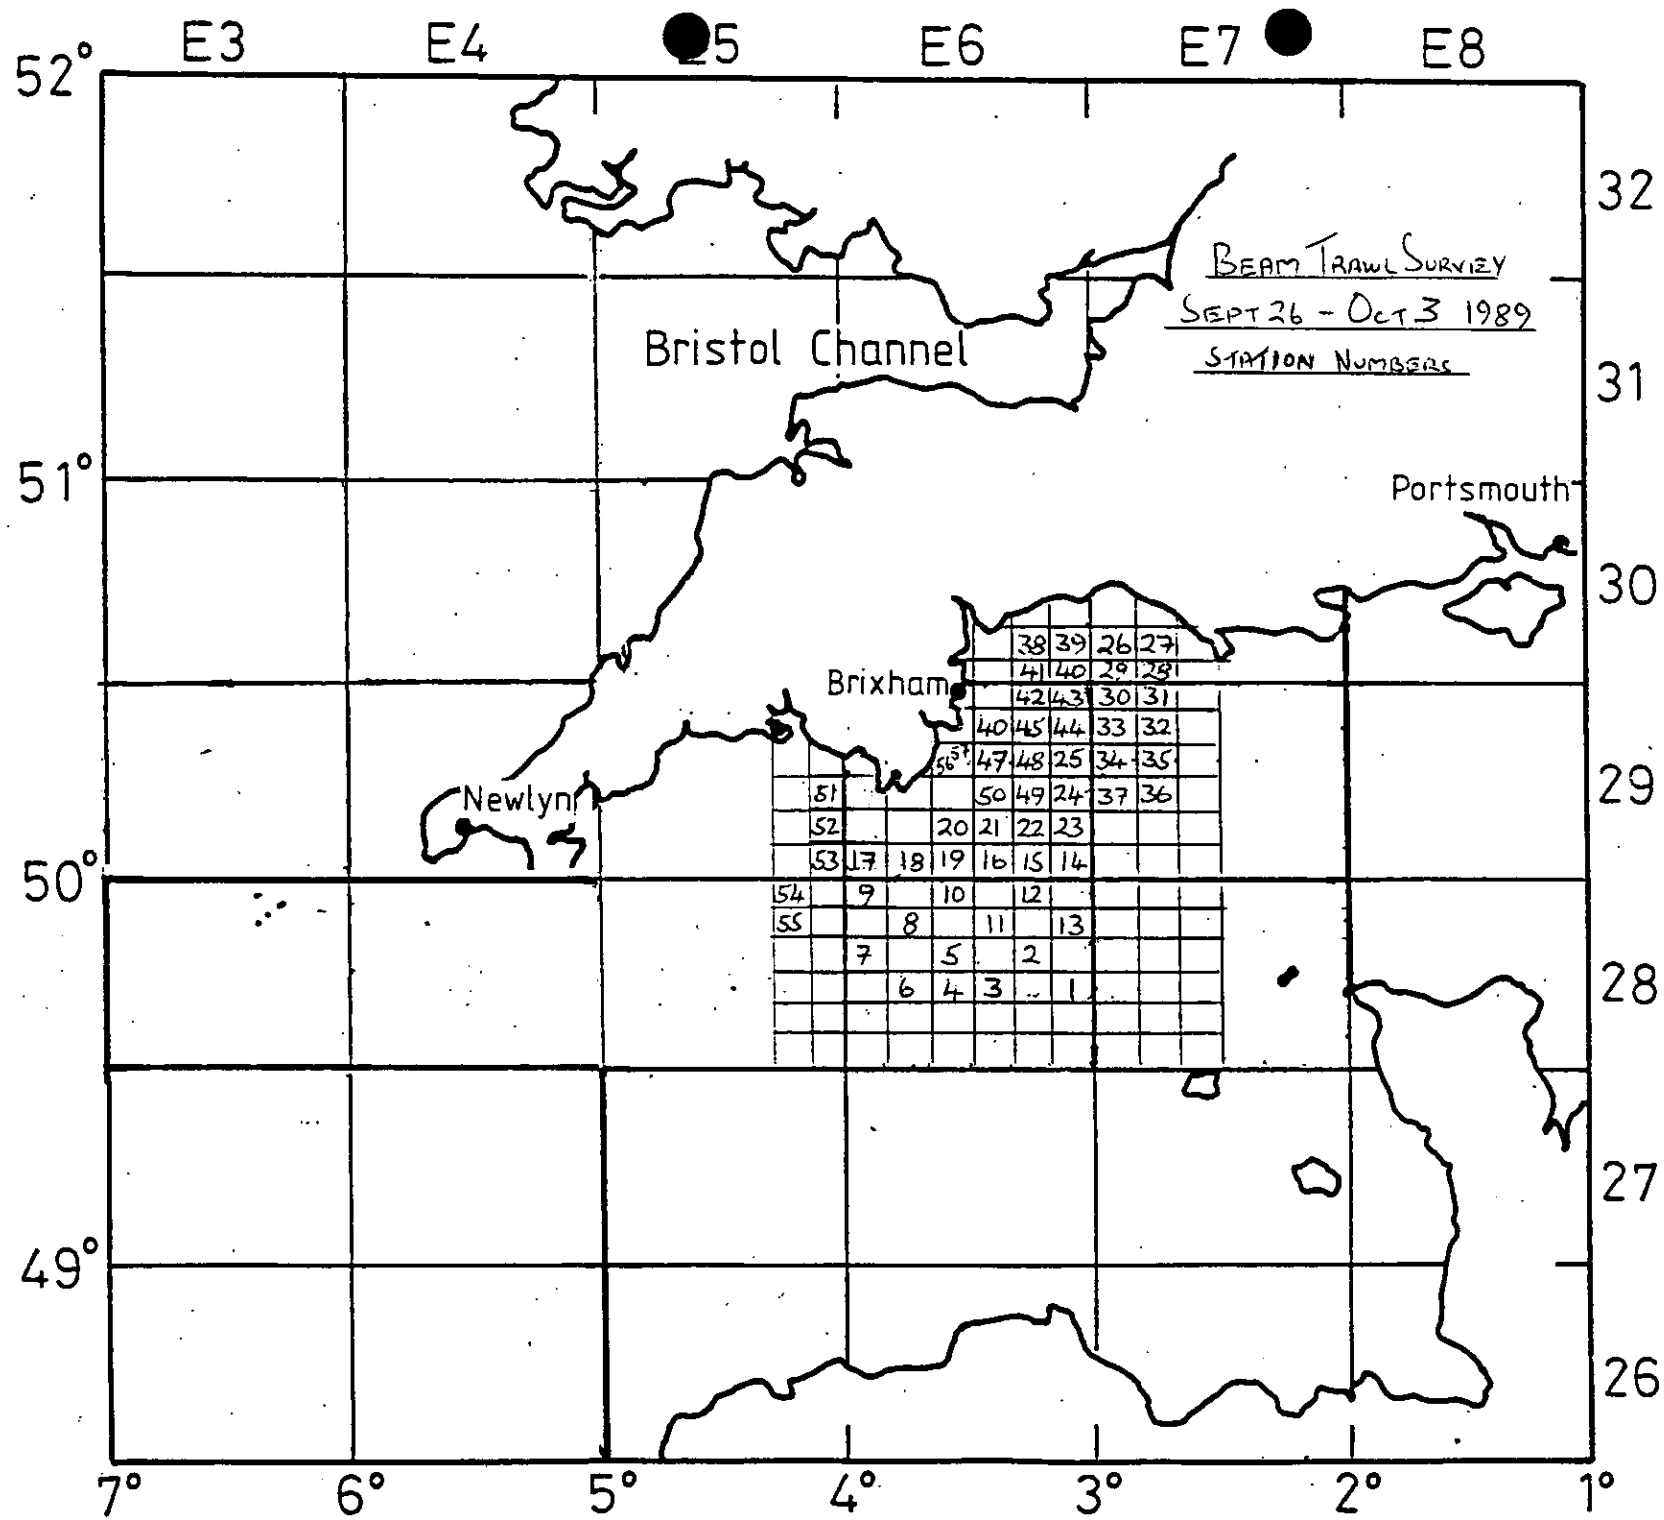 E3 E4 5 E6 E7 E8
52°
32
BEAM TRAWL SURVEY
SEPT 26 - OCT 3 1989
STATION NUMBERS
Bristol Channel
31
51°
Portsmouth
30
38 39 26 27
41 40 29 28
Brixham
42 43 30 31
40 45 44 33 32
56 57 47 48 25 34 35
29
Newlyn
51 50 49 24 37 36
52 20 21 22 23
53 17 18 19 16 15 14
50°
54 9 10 12
55 8 11 13
7 5 2
28
6 4 3 1
27
49°
26
7° 6° 5° 4° 3° 2° 1°